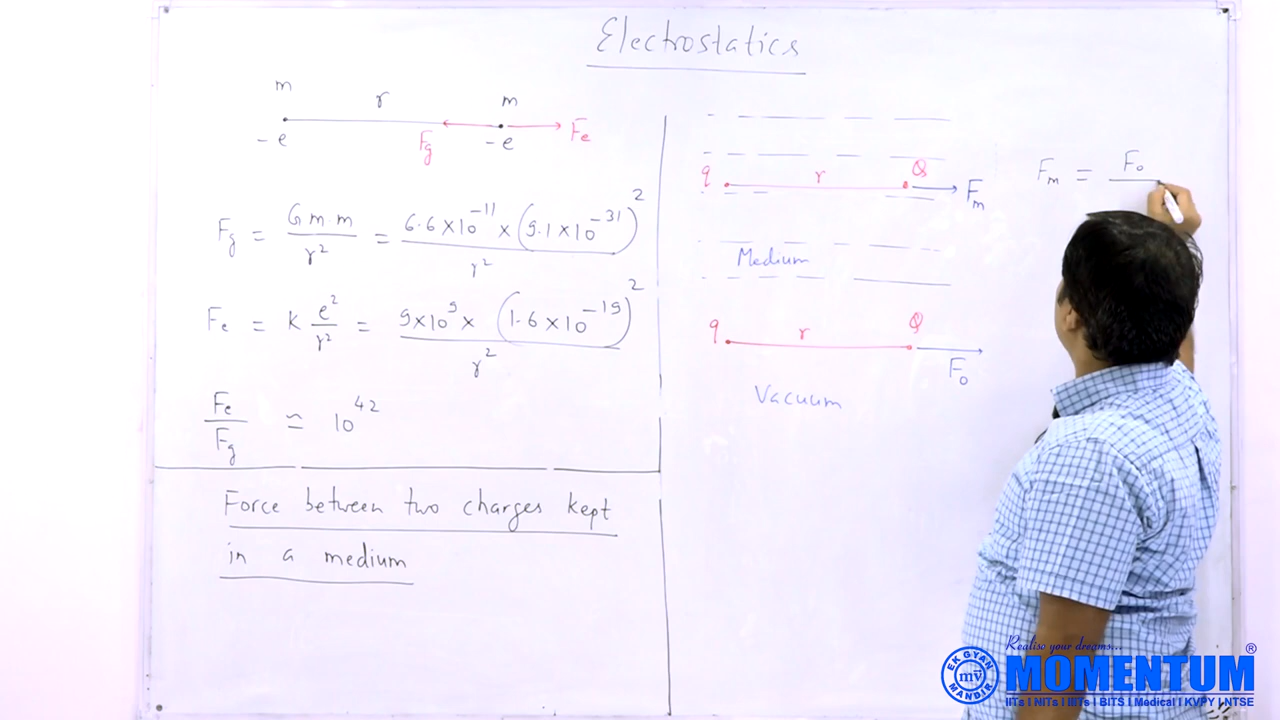 Electrostatics
m r m
-e Fg -e Fe
Fg = G m m / r² = 6.6×10⁻¹¹ × (9.1×10⁻³¹)² / r²
Fe = K e² / r² = 9×10⁹ × (1.6×10⁻¹⁹)² / r²
Fe / Fg ≃ 10⁴²
Force between two charges kept
in a medium
q r Q Fm
Medium
q r Q
F₀
Vacuum
Fm = F₀
Realise your dreams...
EK GYAN MANDIR
mv
MOMENTUM ®
IITs I NITs I IIITs I BITS I Medical I KVPY I NTSE